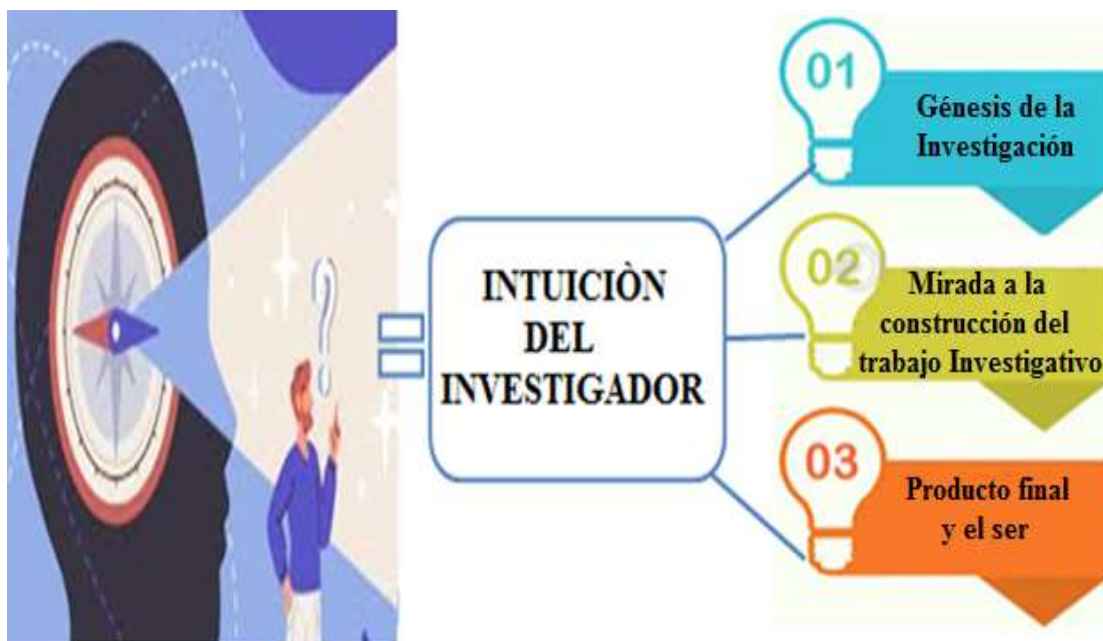 ?
INTUICIÒN
DEL
INVESTIGADOR
01
Génesis de la
Investigación
02
Mirada a la
construcción del
trabajo Investigativo
03
Producto final
y el ser